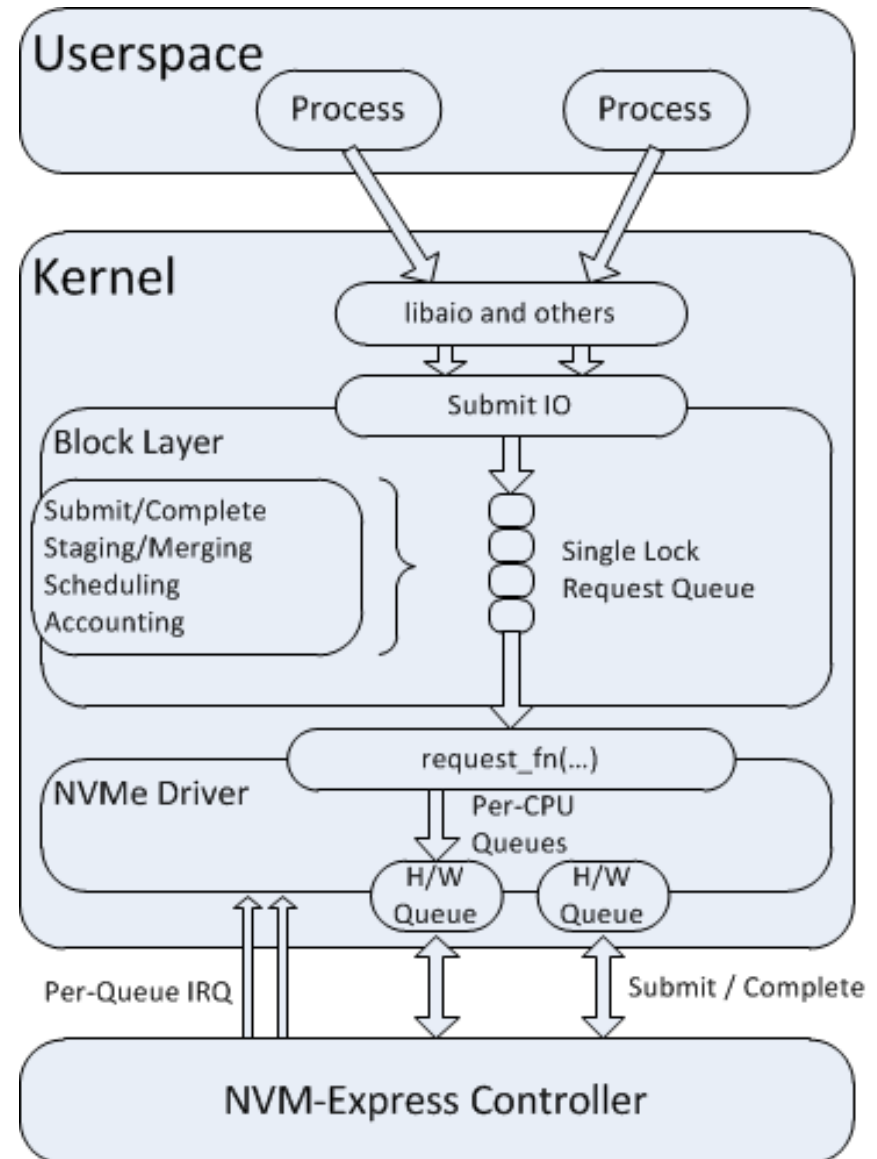 Userspace
Process
Process
Kernel
libaio and others
Submit IO
Block Layer
Submit/Complete
Staging/Merging
Scheduling
Accounting
Single Lock
Request Queue
request_fn(...)
NVMe Driver
Per-CPU
Queues
H/W
Queue
H/W
Queue
Per-Queue IRQ
Submit / Complete
NVM-Express Controller